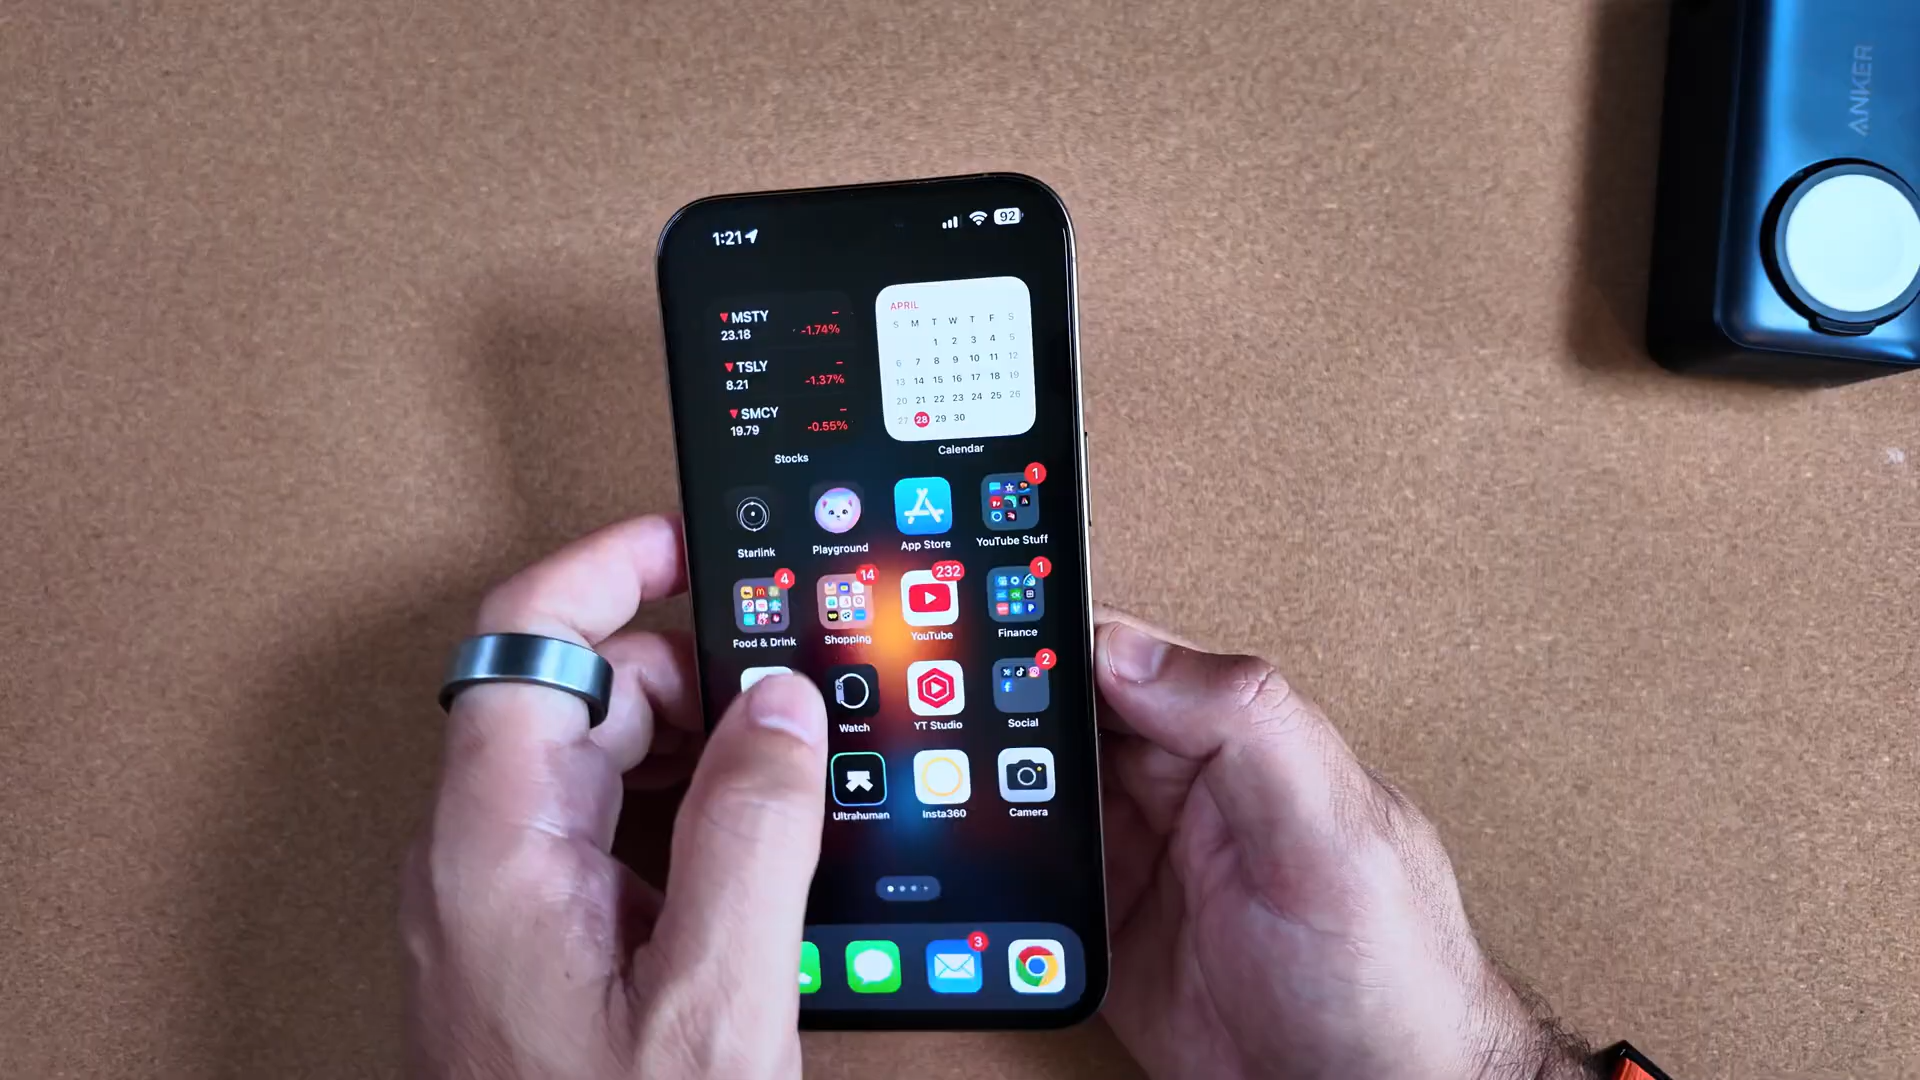 ANKER
1:21
92
MSTY
23.18
-1.74%
TSLY
8.21
-1.37%
SMCY
19.79
-0.55%
Stocks
APRIL
S M T W T F S
1 2 3 4 5
6 7 8 9 10 11 12
13 14 15 16 17 18 19
20 21 22 23 24 25 26
27 28 29 30
Calendar
1
Starlink
Playground
App Store
YouTube Stuff
4
14
232
1
Food & Drink
Shopping
YouTube
Finance
2
Watch
YT Studio
Social
Ultrahuman
Insta360
Camera
3